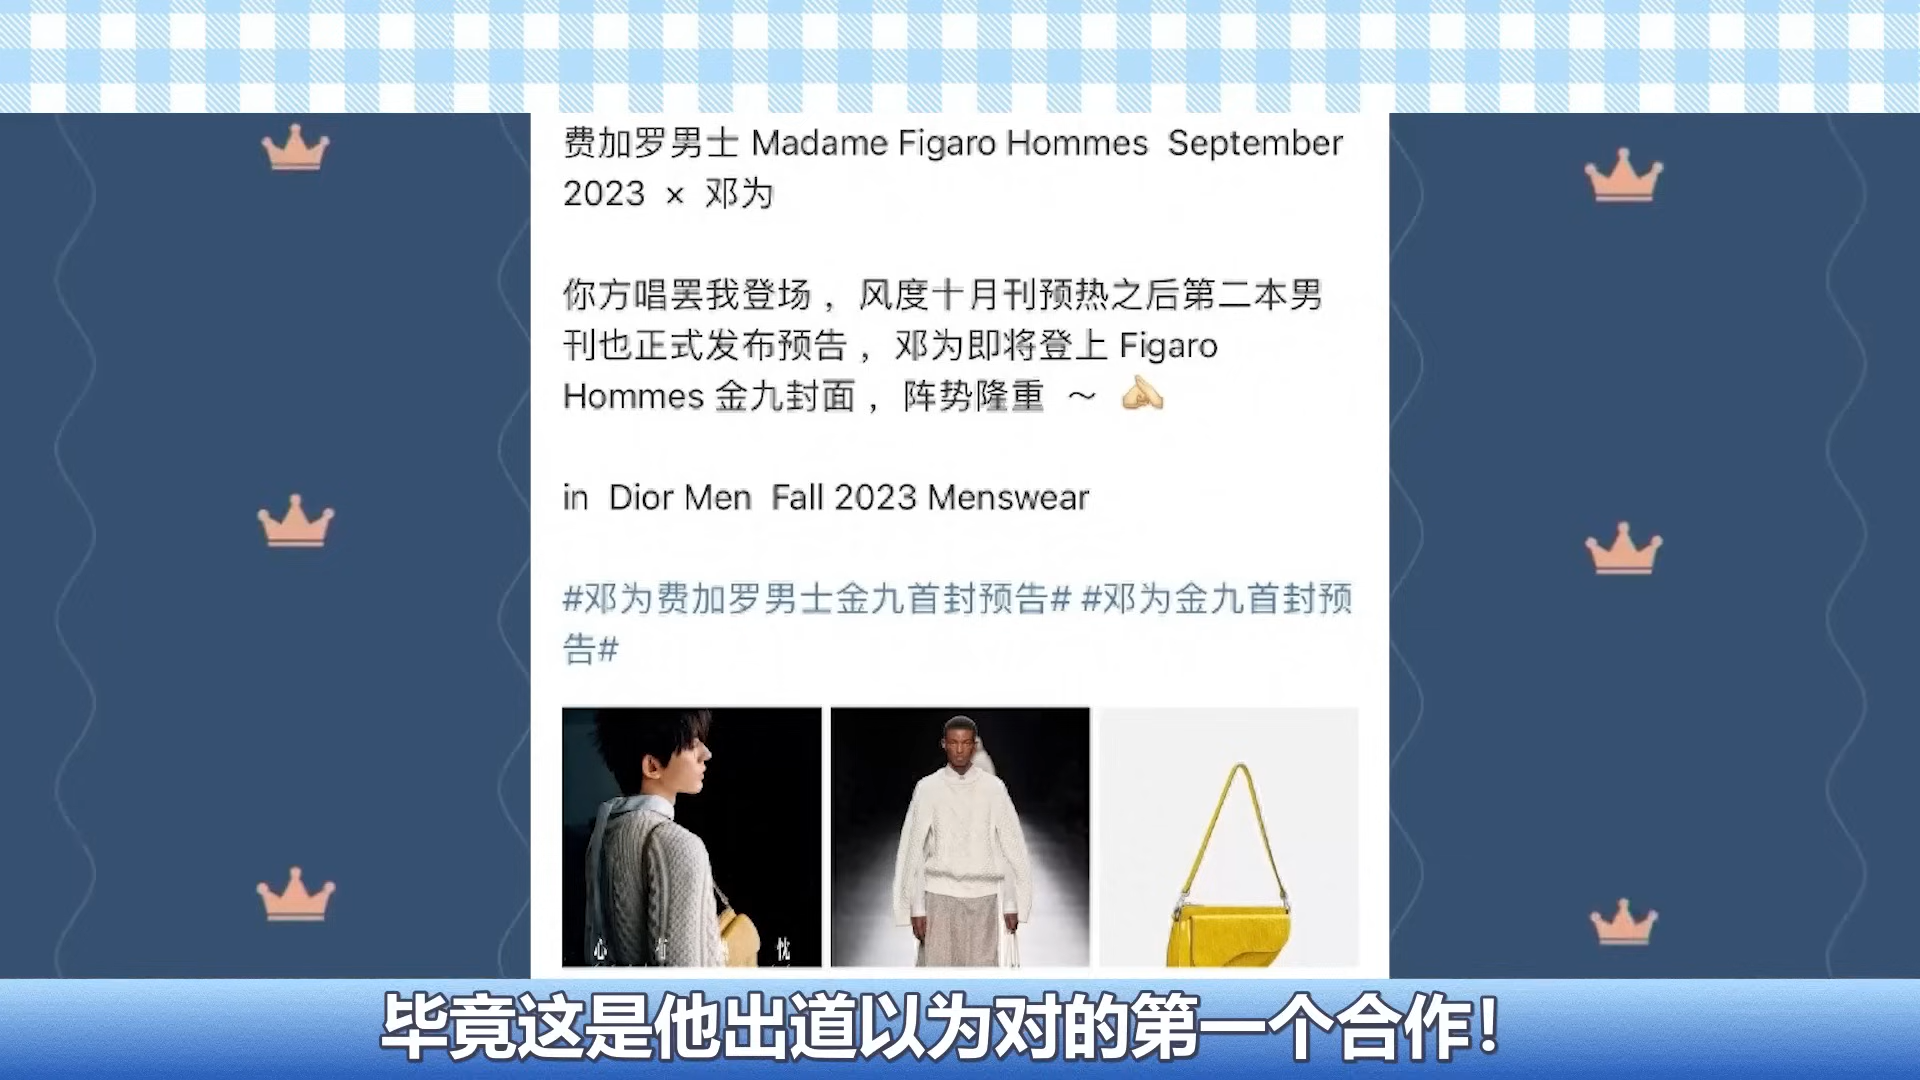 费加罗男士 Madame Figaro Hommes September
2023 × 邓为
你方唱罢我登场，风度十月刊预热之后第二本男
刊也正式发布预告，邓为即将登上 Figaro
Hommes 金九封面，阵势隆重 ～
in Dior Men Fall 2023 Menswear
#邓为费加罗男士金九首封预告# #邓为金九首封预
告#
心 有 忧
毕竟这是他出道以为对的第一个合作！